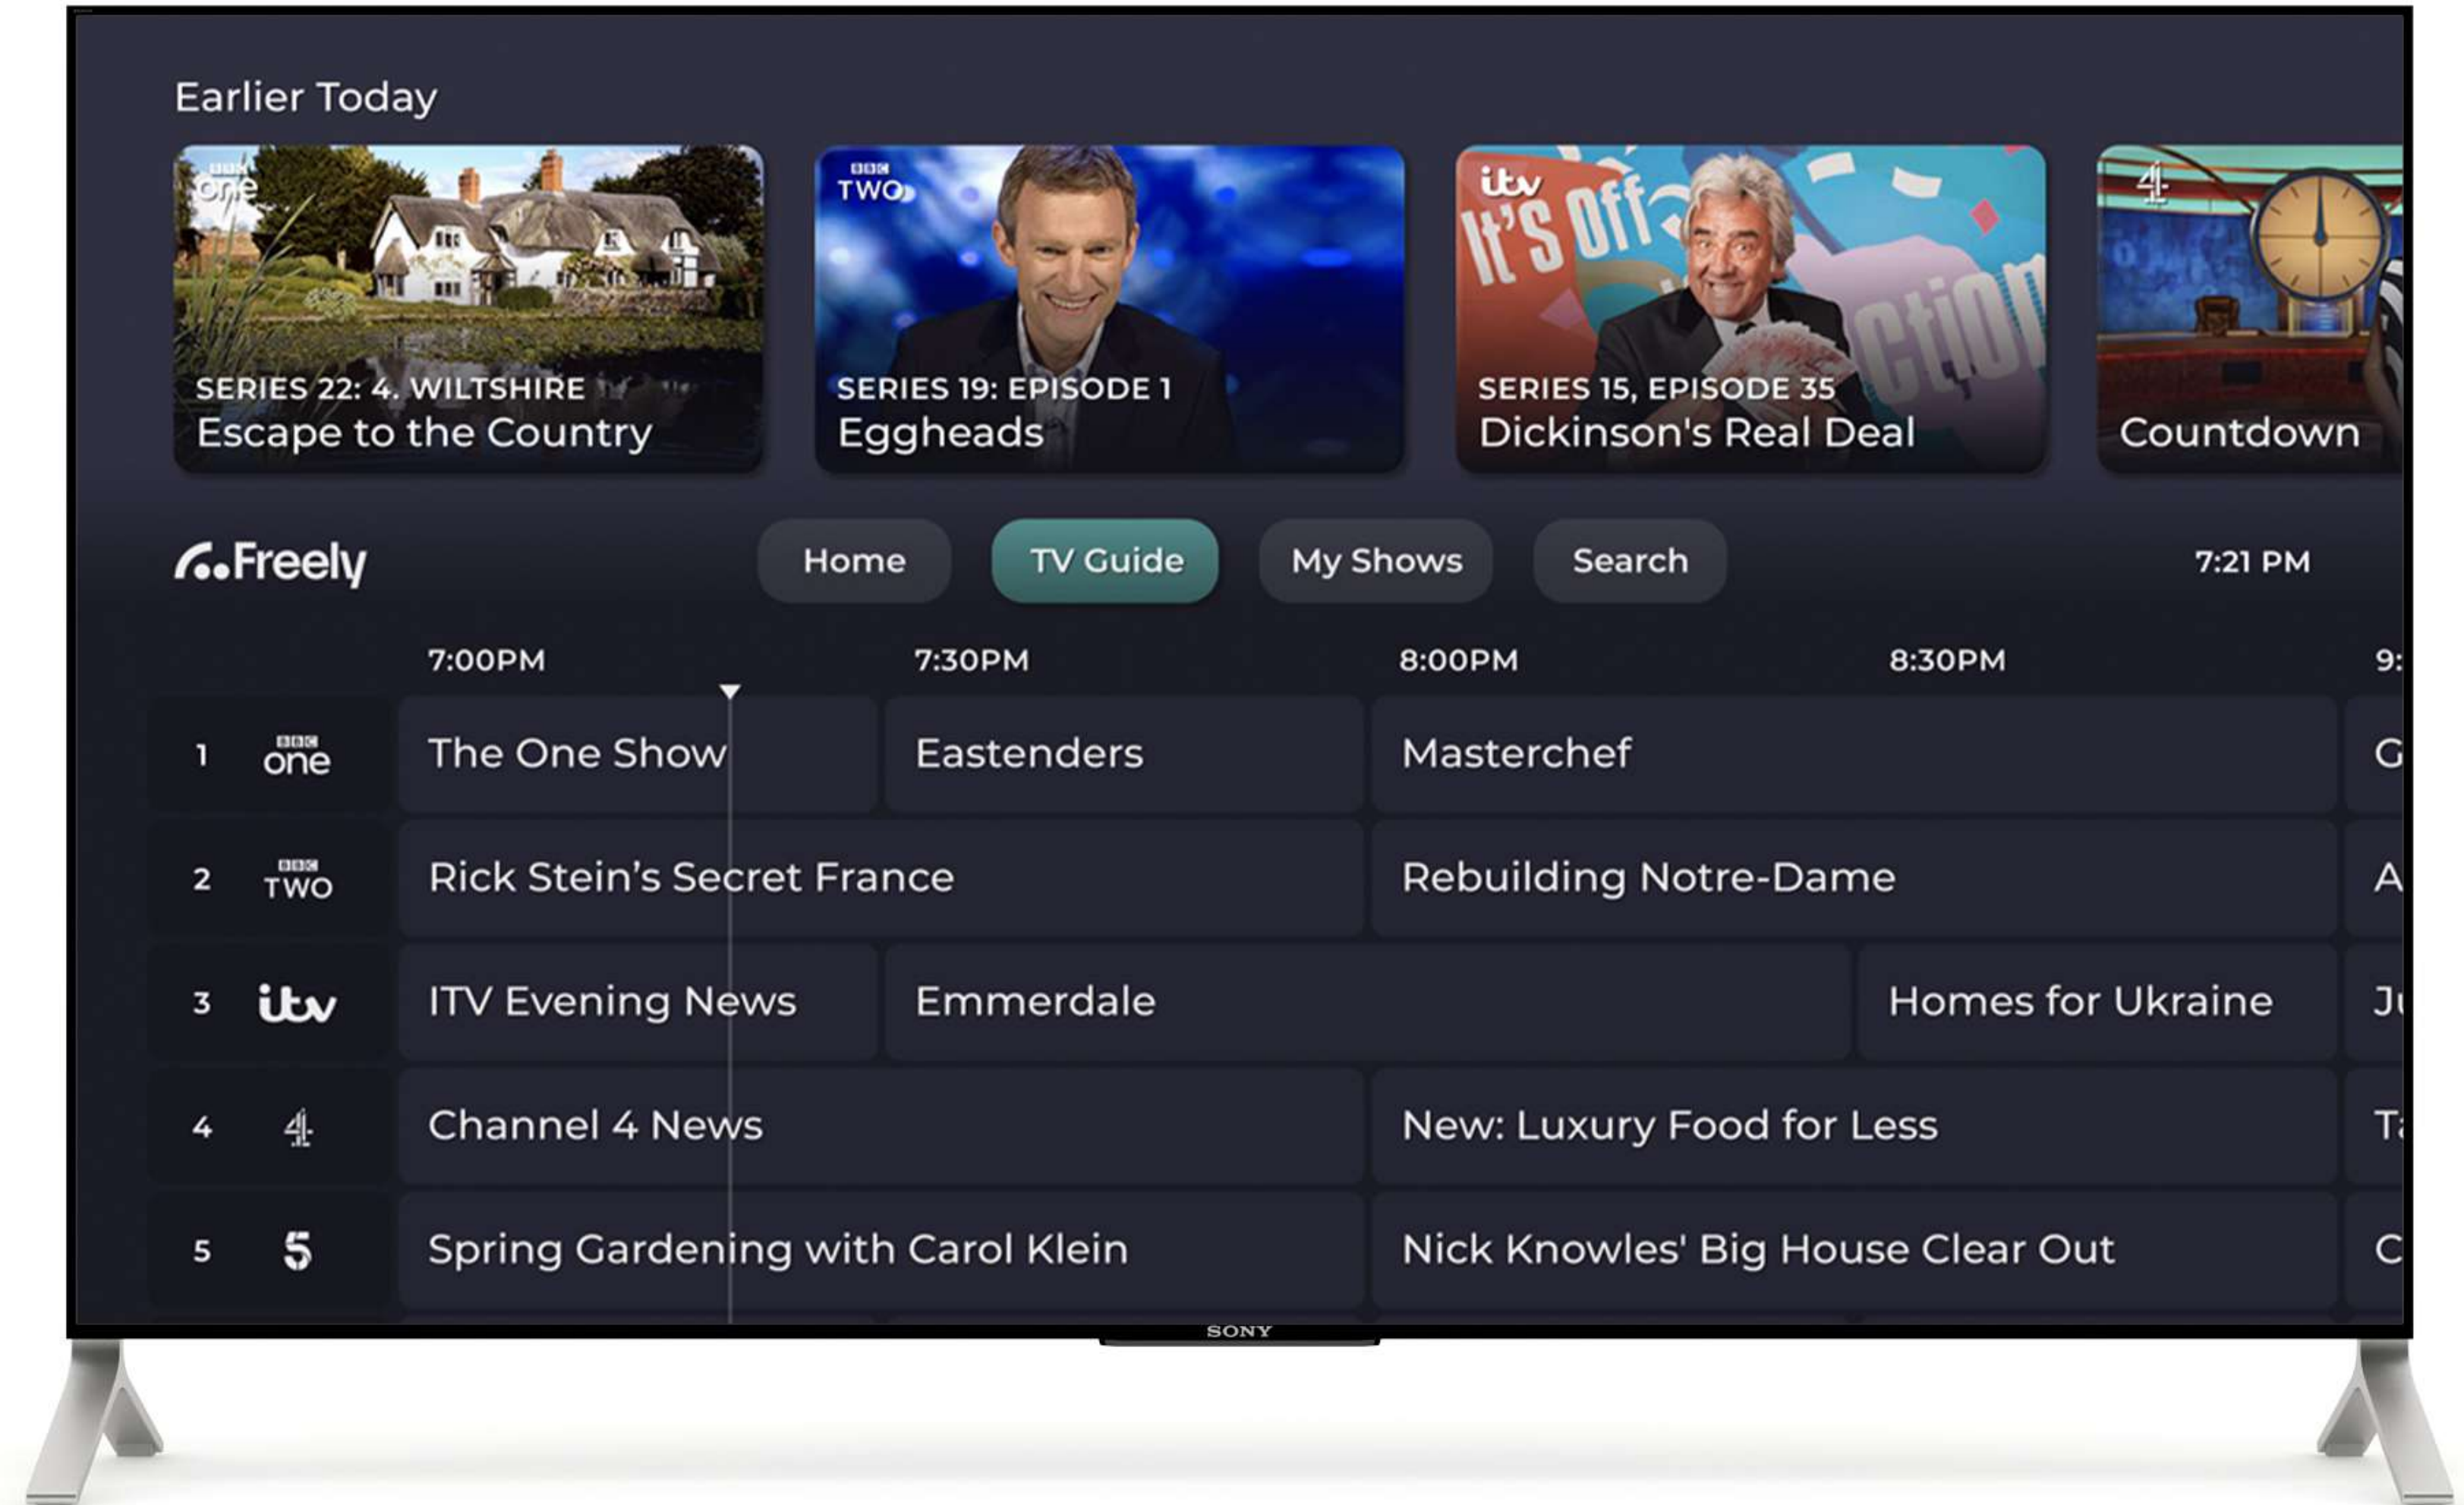 Earlier Today
BBC one
SERIES 22: 4. WILTSHIRE
Escape to the Country
BBC TWO
SERIES 19: EPISODE 1
Eggheads
itv
It's Off
ction
SERIES 15, EPISODE 35
Dickinson's Real Deal
4
Countdown
Freely
Home
TV Guide
My Shows
Search
7:21 PM
7:00PM 7:30PM 8:00PM 8:30PM 9:
1 BBC one The One Show Eastenders Masterchef G
2 BBC TWO Rick Stein’s Secret France Rebuilding Notre-Dame A
3 itv ITV Evening News Emmerdale Homes for Ukraine Ju
4 4 Channel 4 News New: Luxury Food for Less Ta
5 5 Spring Gardening with Carol Klein Nick Knowles' Big House Clear Out C
SONY